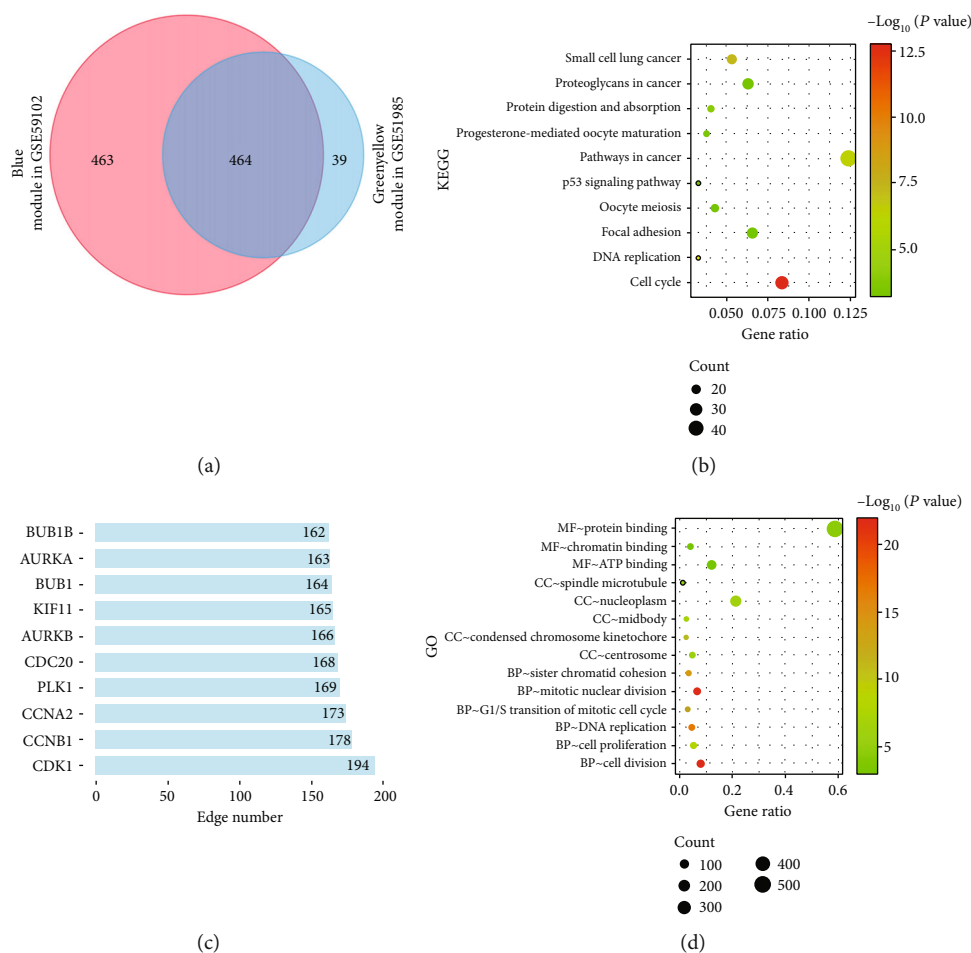 Blue
module in GSE59102
463
464
39
Greenyellow
module in GSE51985
(a)
−Log10 (P value)
KEGG
Small cell lung cancer
Proteoglycans in cancer
Protein digestion and absorption
Progesterone-mediated oocyte maturation
Pathways in cancer
p53 signaling pathway
Oocyte meiosis
Focal adhesion
DNA replication
Cell cycle
0.050 0.075 0.100 0.125
Gene ratio
12.5
10.0
7.5
5.0
Count
20
30
40
(b)
BUB1B - 162
AURKA - 163
BUB1 - 164
KIF11 - 165
AURKB - 166
CDC20 - 168
PLK1 - 169
CCNA2 - 173
CCNB1 - 178
CDK1 - 194
0 50 100 150 200
Edge number
(c)
−Log10 (P value)
GO
MF~protein binding
MF~chromatin binding
MF~ATP binding
CC~spindle microtubule
CC~nucleoplasm
CC~midbody
CC~condensed chromosome kinetochore
CC~centrosome
BP~sister chromatid cohesion
BP~mitotic nuclear division
BP~G1/S transition of mitotic cell cycle
BP~DNA replication
BP~cell proliferation
BP~cell division
0.0 0.2 0.4 0.6
Gene ratio
20
15
10
5
Count
100 400
200 500
300
(d)